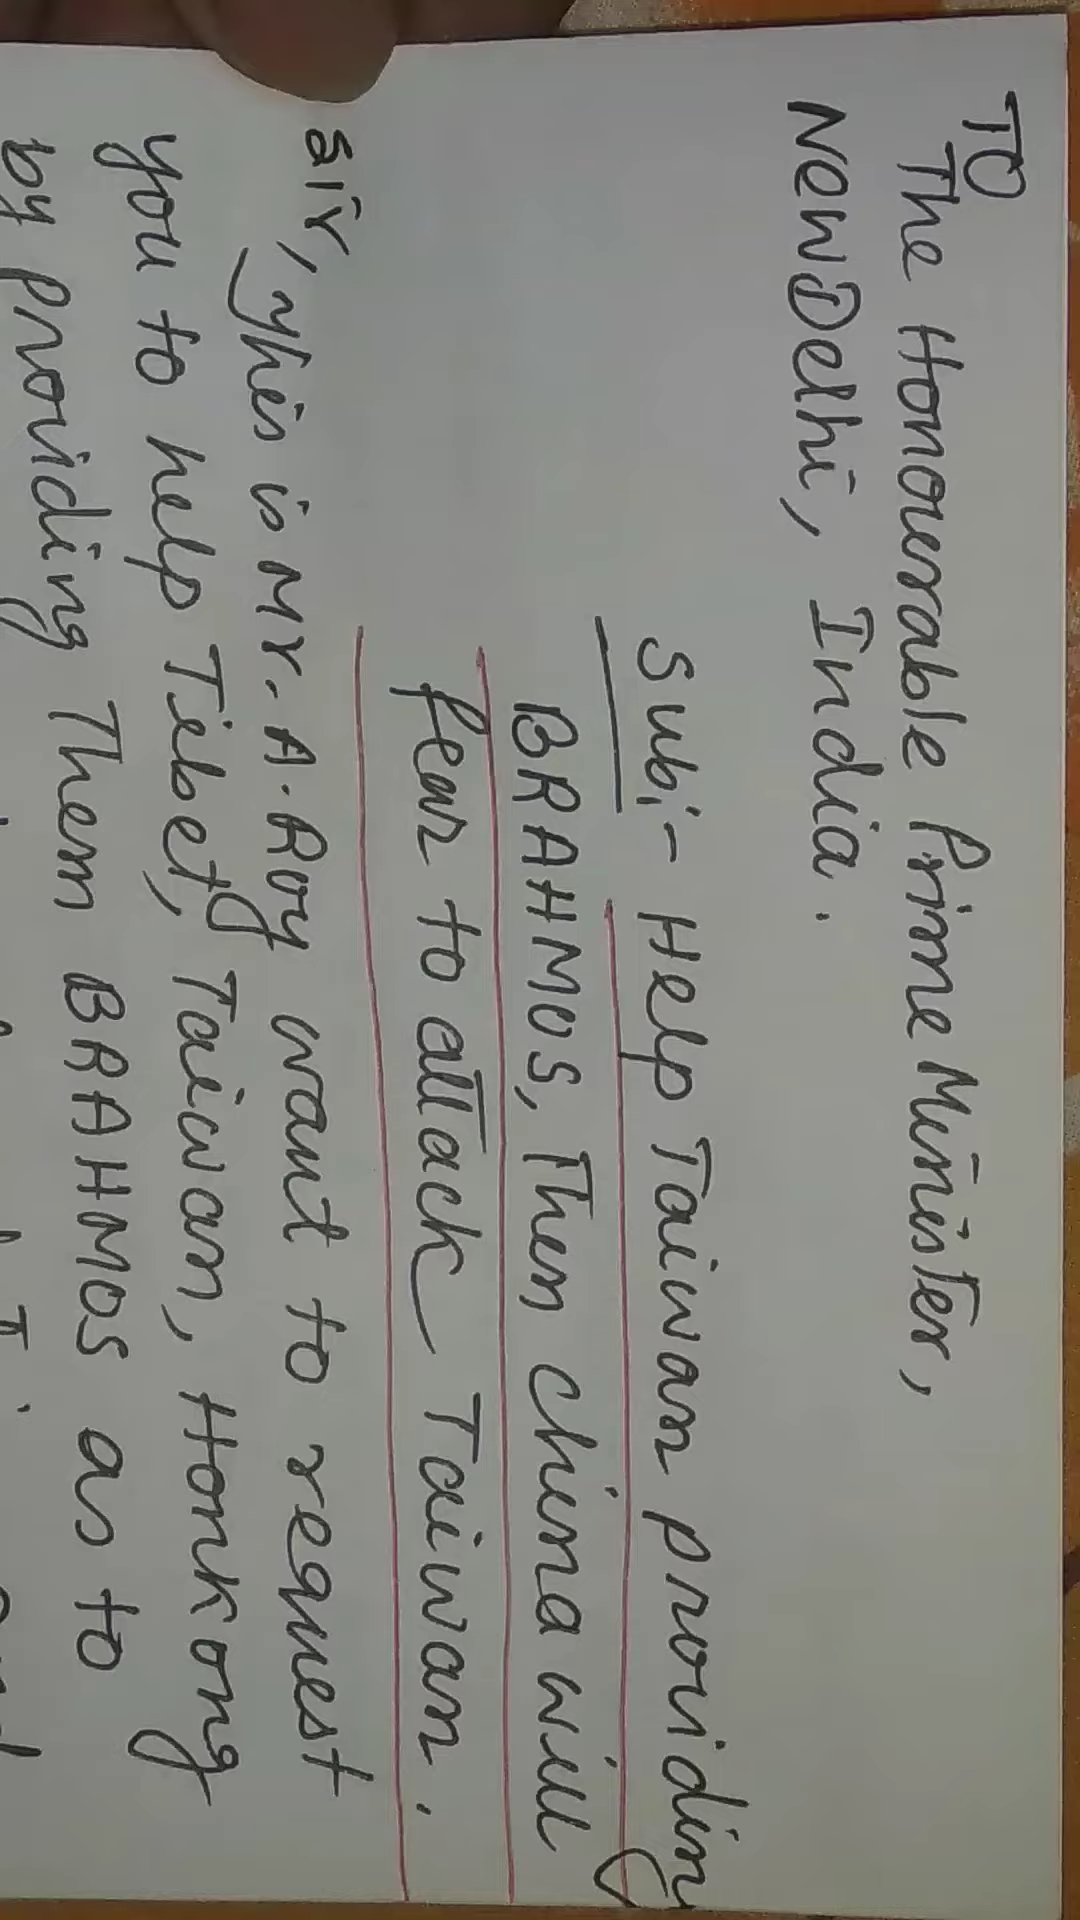 TO
The Honourable Prime Minister,
New Delhi, India.
Sub:- Help Taiwan providing
BRAHMOS, Then China will
fear to attack Taiwan.
Sir,
This is Mr. A. Roy want to request
you to help Tibet, Taiwan, Honkong
by providing Them BRAHMOS as to